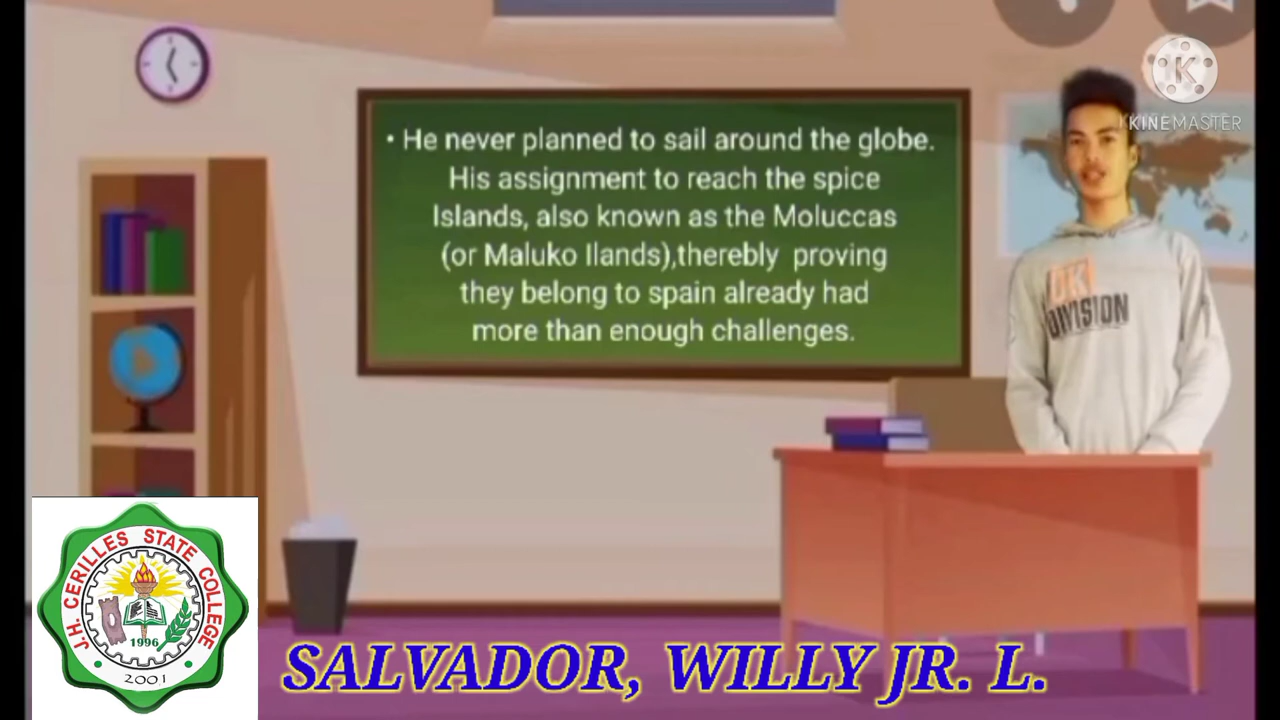 KINEMASTER
• He never planned to sail around the globe.
His assignment to reach the spice
Islands, also known as the Moluccas
(or Maluko Ilands),therebly proving
they belong to spain already had
more than enough challenges.
DIVISION
J.H. CERILLES STATE COLLEGE
1996
2001
SALVADOR, WILLY JR. L.